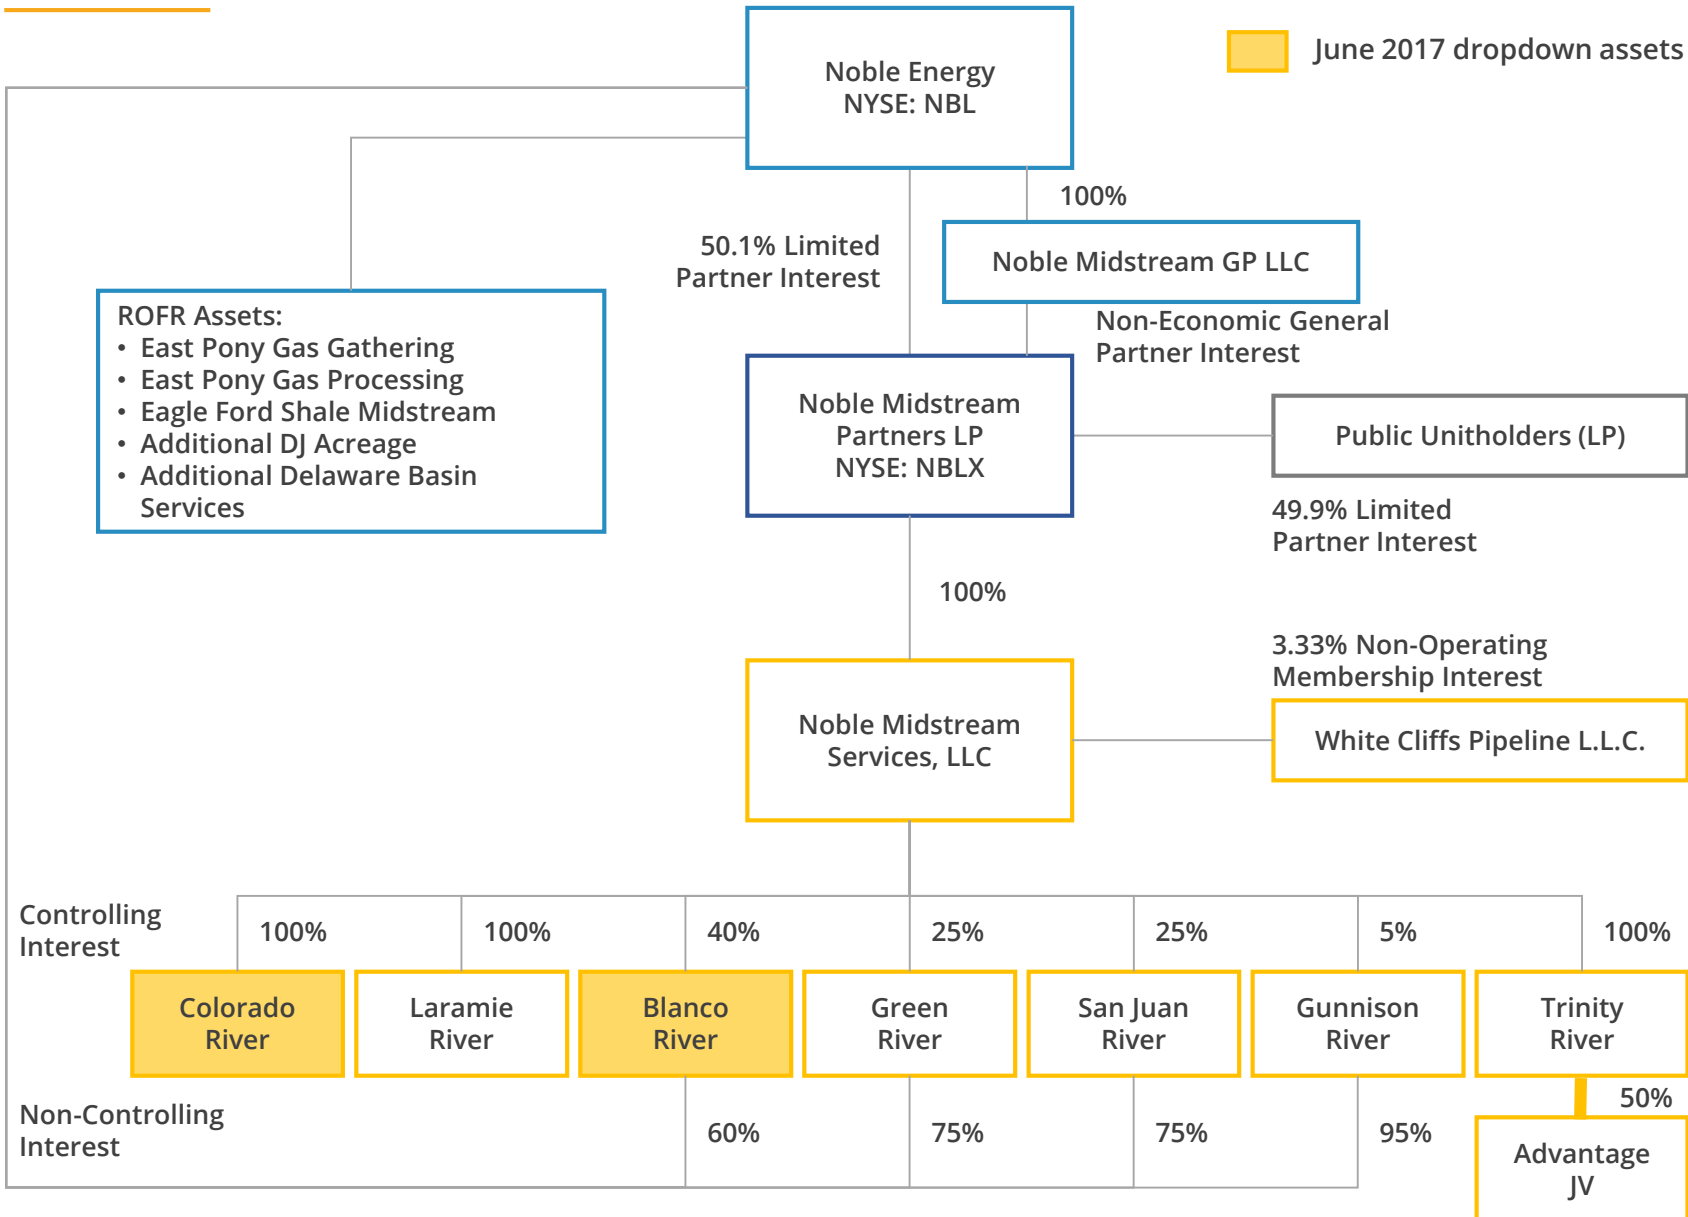 Noble Energy
NYSE: NBL
June 2017 dropdown assets
100%
50.1% Limited
Partner Interest
Noble Midstream GP LLC
Non-Economic General
Partner Interest
ROFR Assets:
• East Pony Gas Gathering
• East Pony Gas Processing
• Eagle Ford Shale Midstream
• Additional DJ Acreage
• Additional Delaware Basin
Services
Noble Midstream
Partners LP
NYSE: NBLX
Public Unitholders (LP)
49.9% Limited
Partner Interest
100%
3.33% Non-Operating
Membership Interest
Noble Midstream
Services, LLC
White Cliffs Pipeline L.L.C.
Controlling
Interest
100%
100%
40%
25%
25%
5%
100%
Colorado
River
Laramie
River
Blanco
River
Green
River
San Juan
River
Gunnison
River
Trinity
River
Non-Controlling
Interest
60%
75%
75%
95%
50%
Advantage
JV